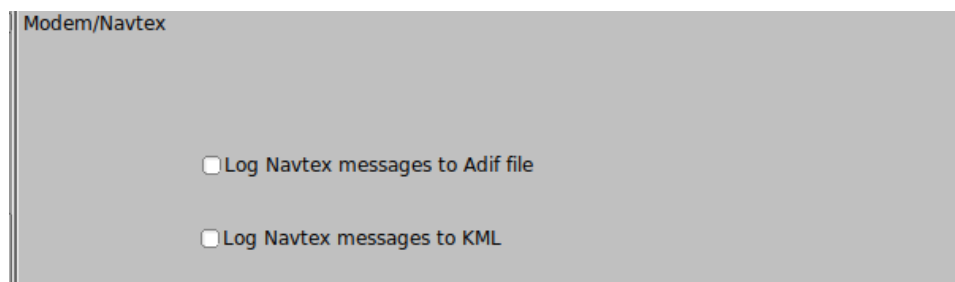 Modem/Navtex
Log Navtex messages to Adif file
Log Navtex messages to KML